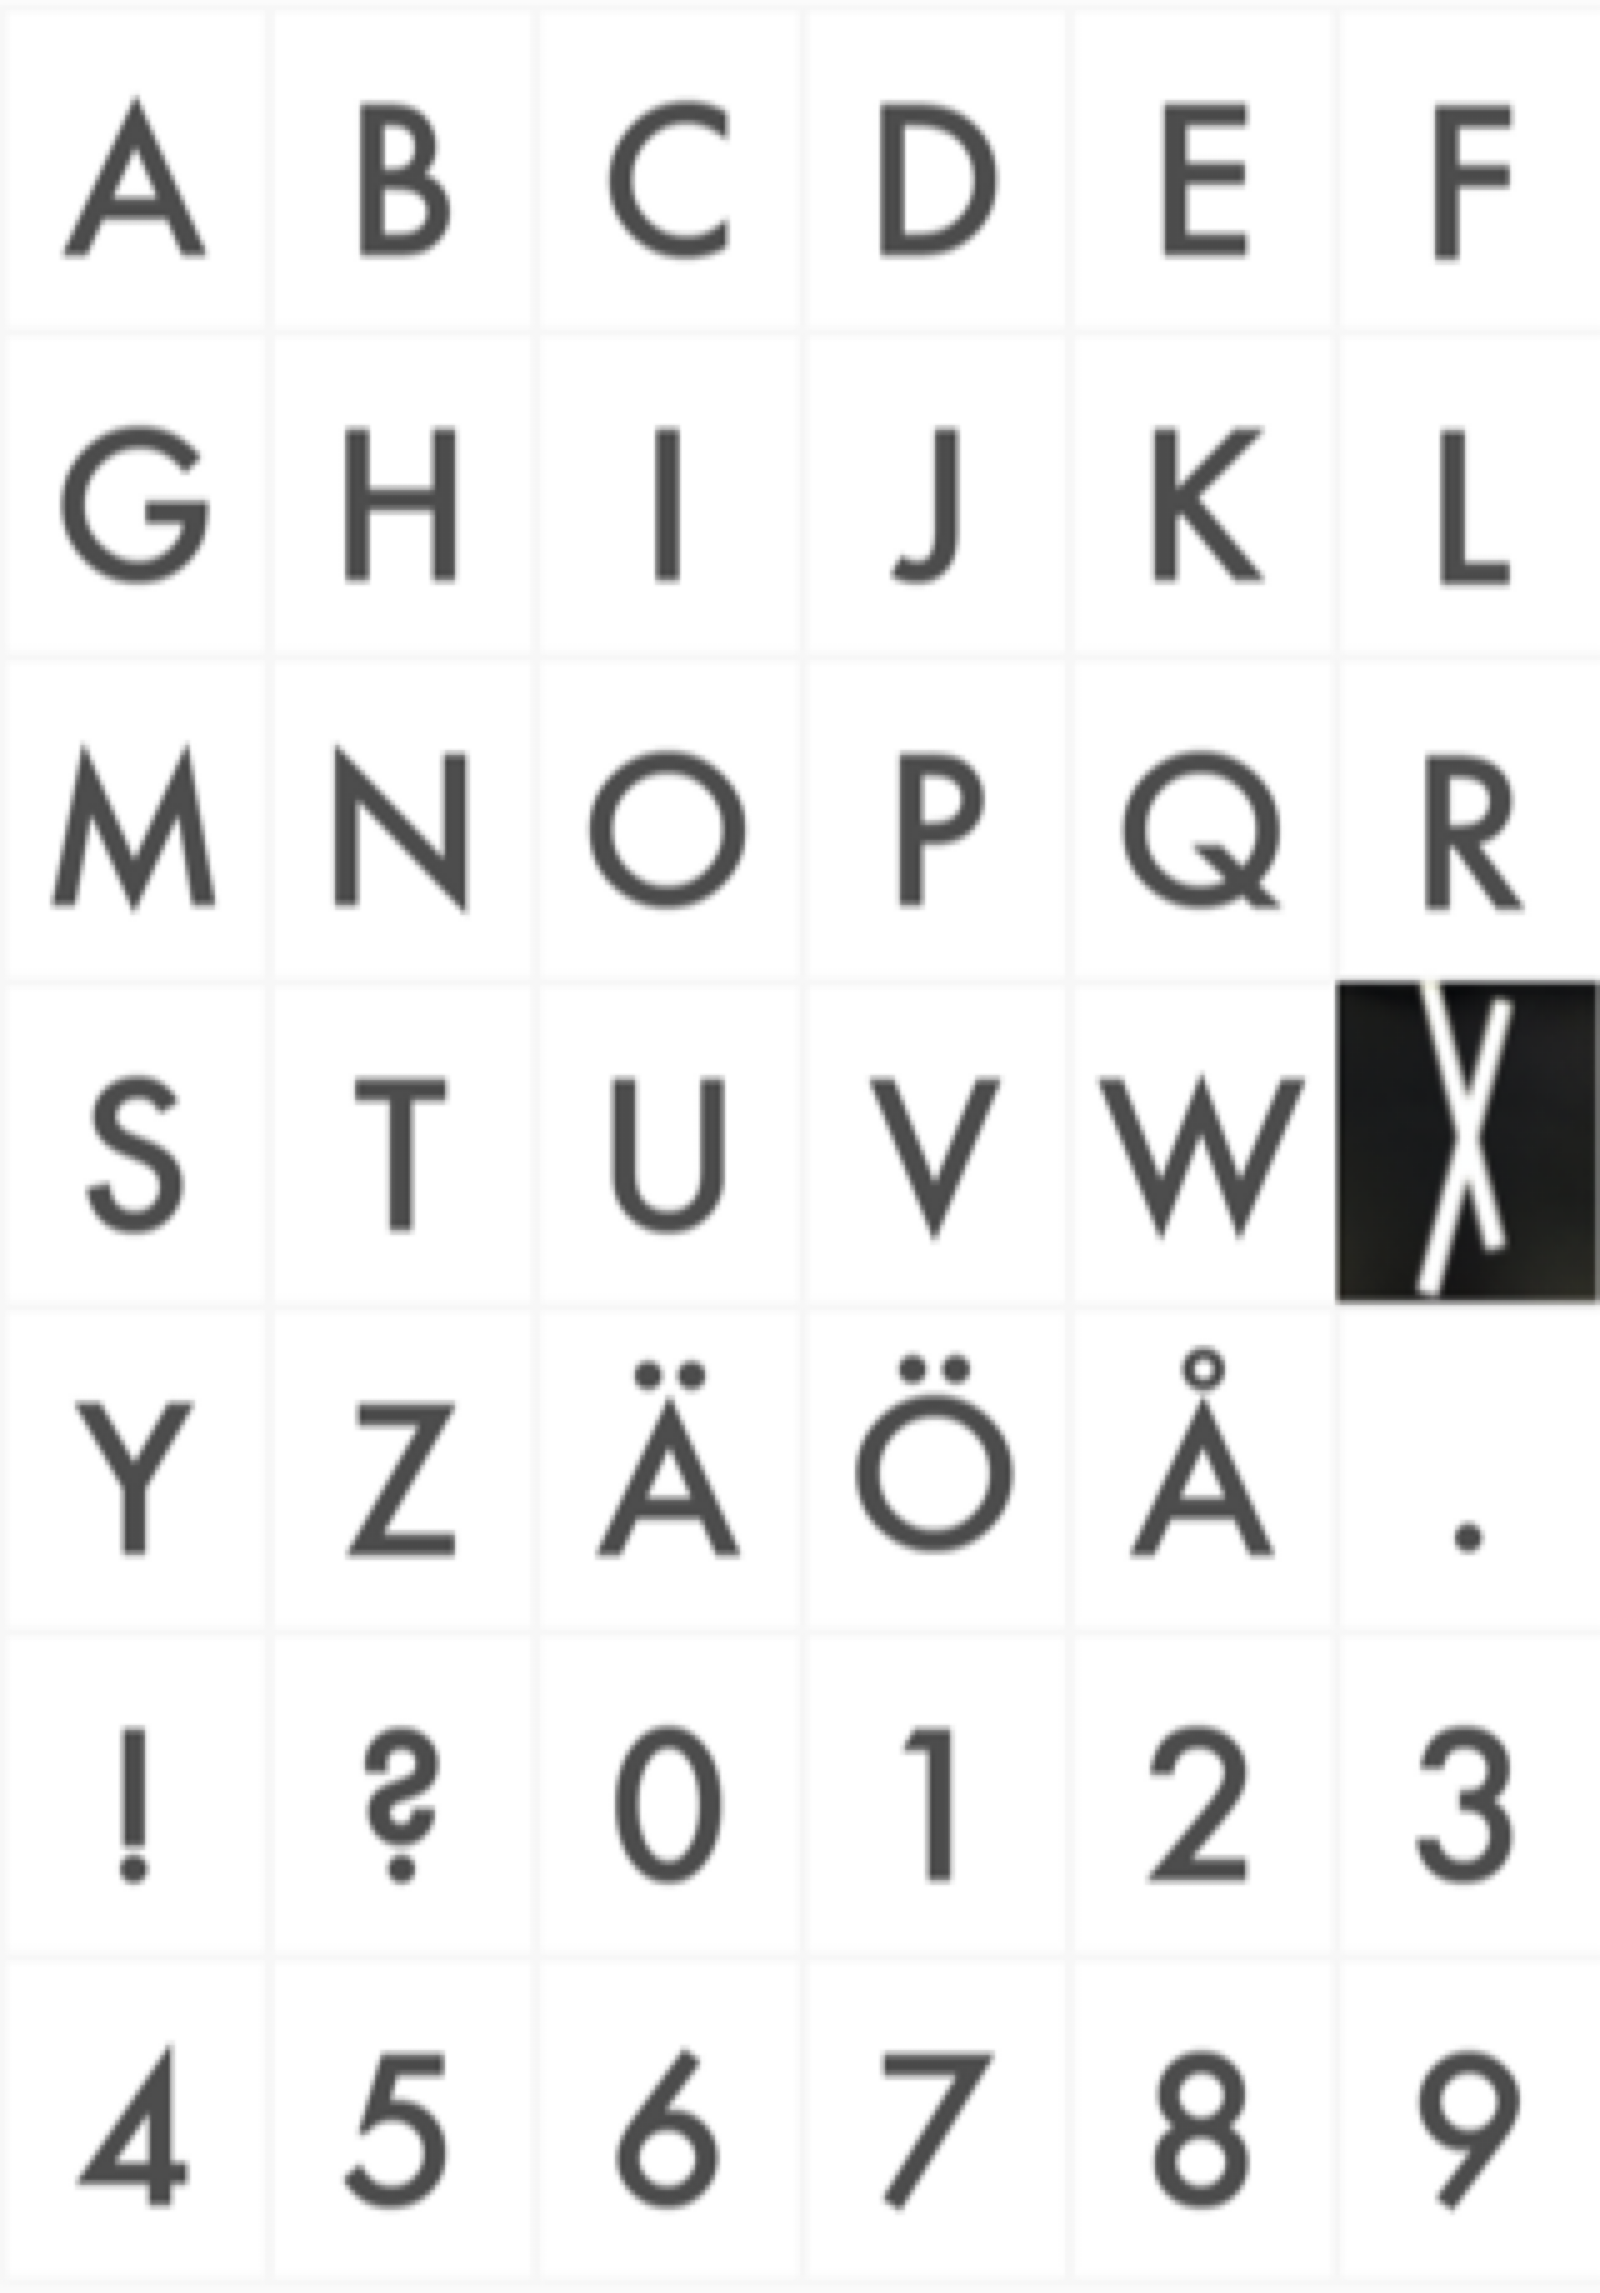 A B C D E F
G H I J K L
M N O P Q R
S T U V W X
Y Z Ä Ö Å .
! ? 0 1 2 3
4 5 6 7 8 9